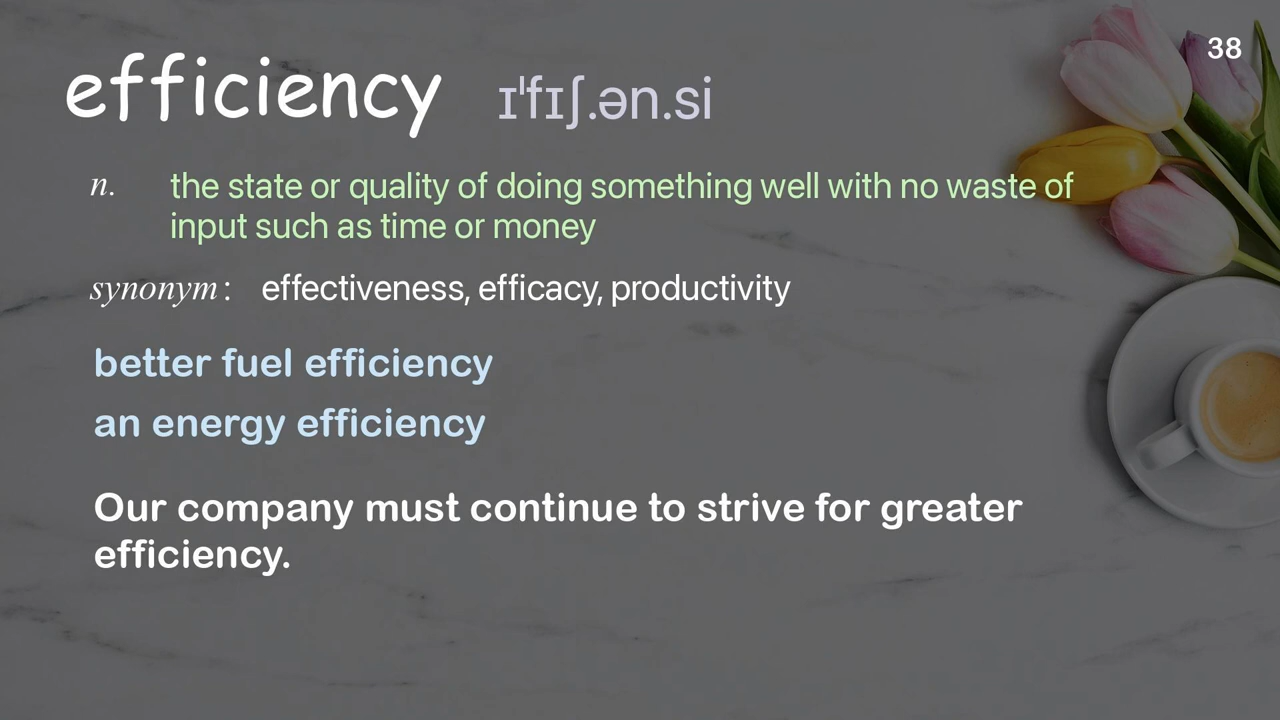 38
efficiency ɪˈfɪʃ.ən.si
n. the state or quality of doing something well with no waste of
input such as time or money
synonym : effectiveness, efficacy, productivity
better fuel efficiency
an energy efficiency
Our company must continue to strive for greater
efficiency.